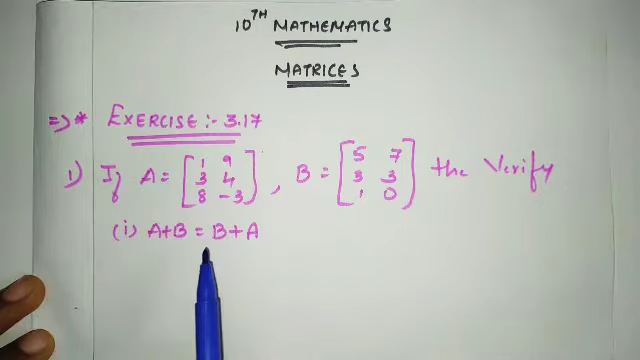 10TH MATHEMATICS
MATRICES
=>* EXERCISE :- 3.17
1) If A = [1 9 3 4 8 -3], B = [5 7 3 3 1 0] the Verify
(i) A+B = B+A